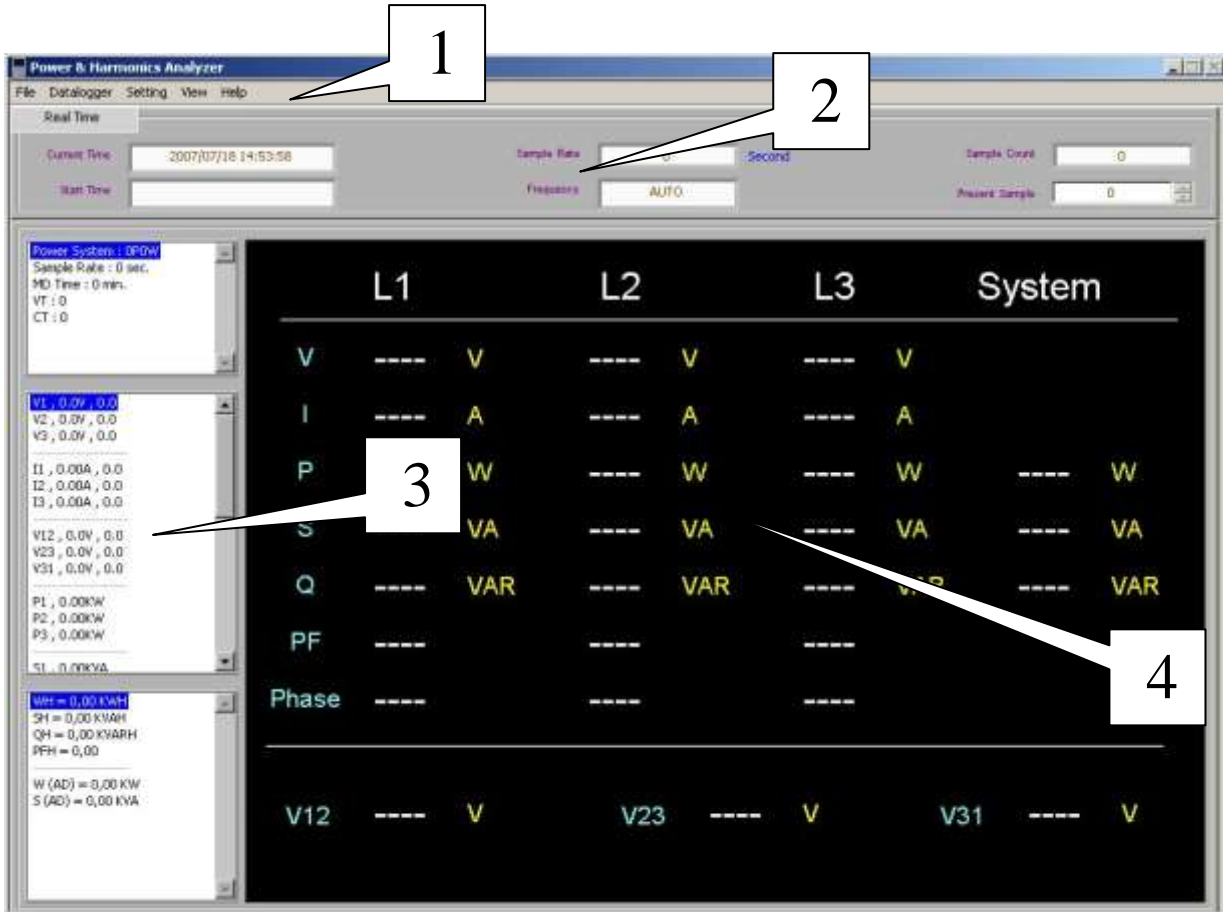 1
Power & Harmonics Analyzer
File Datalogger Setting View Help
2
Real Time
Current Time 2007/07/18 14:53:58 Sample Rate 0 Second Sample Count 0
Start Time Frequency AUTO Present Sample 0
Power System : 0P0W
Sample Rate : 0 sec.
MD Time : 0 min.
VT : 0
CT : 0
V1 , 0.0V , 0.0
V2 , 0.0V , 0.0
V3 , 0.0V , 0.0
I1 , 0.00A , 0.0
I2 , 0.00A , 0.0
I3 , 0.00A , 0.0
V12 , 0.0V , 0.0
V23 , 0.0V , 0.0
V31 , 0.0V , 0.0
P1 , 0.00KW
P2 , 0.00KW
P3 , 0.00KW
S1 , 0.00KVA
WH = 0,00 KWH
SH = 0,00 KVAH
QH = 0,00 KVARH
PFH = 0,00
W (AD) = 0,00 KW
S (AD) = 0,00 KVA
3
L1 L2 L3 System
V ---- V ---- V ---- V
I ---- A ---- A ---- A
P W ---- W ---- W ---- W
S VA ---- VA ---- VA ---- VA
Q ---- VAR ---- VAR ---- VAR ---- VAR
PF ---- ---- ----
Phase ---- ---- ----
4
V12 ---- V V23 ---- V V31 ---- V